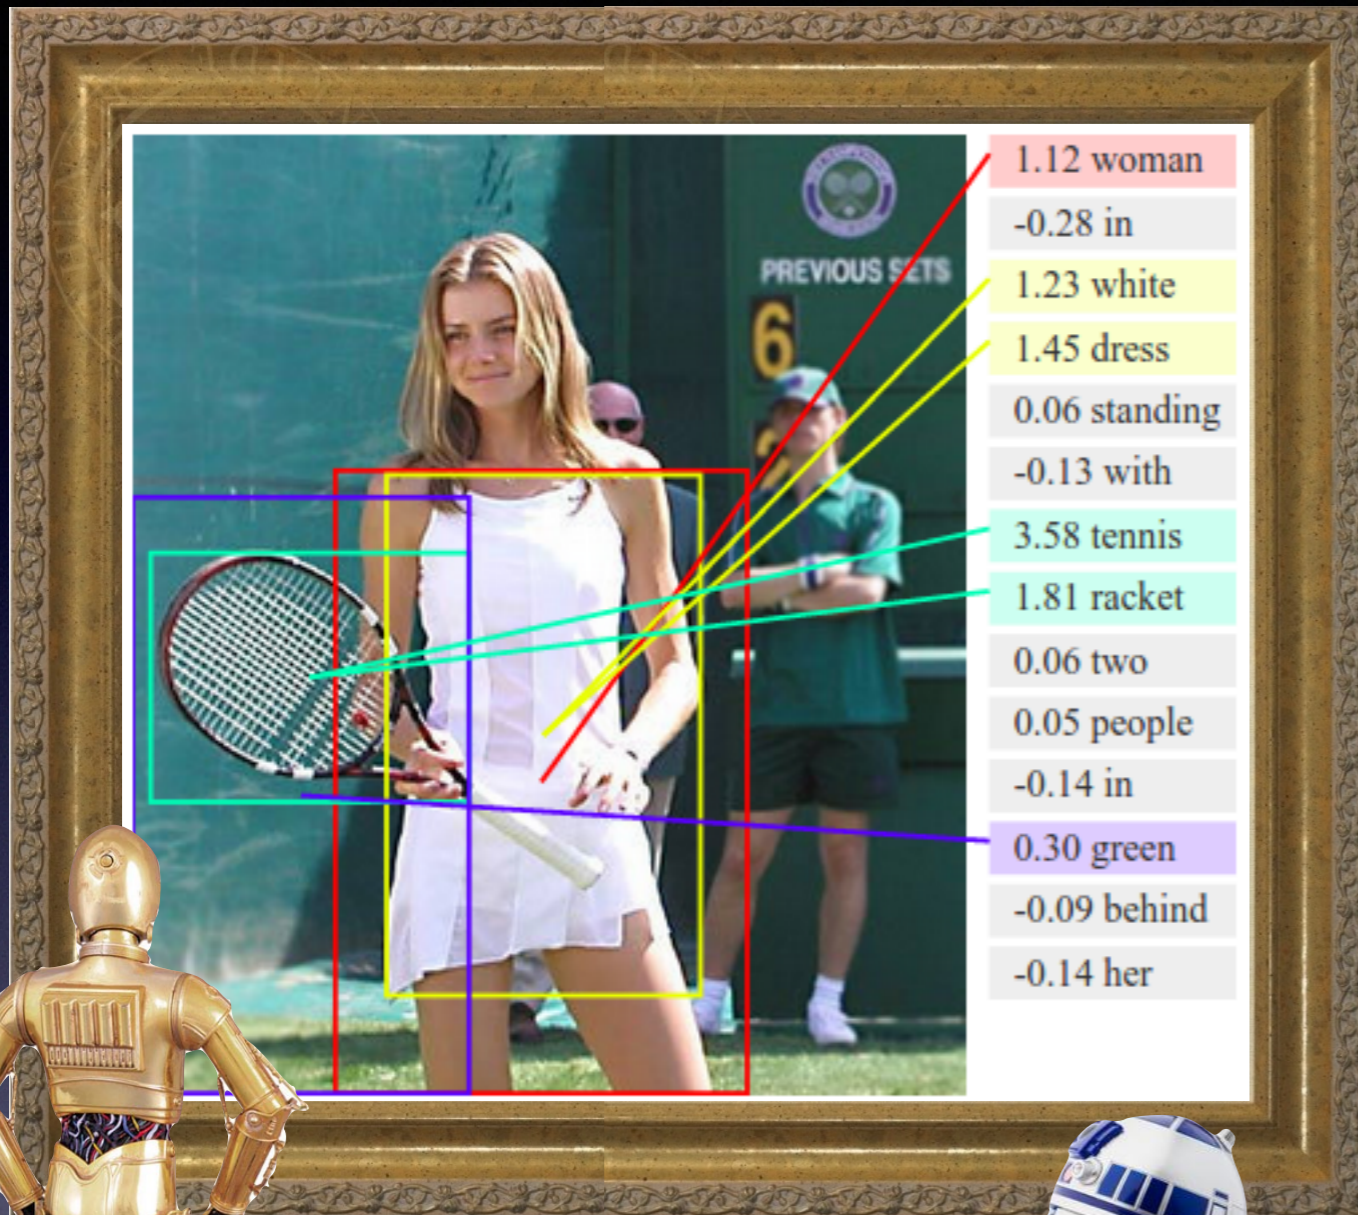 PREVIOUS SETS
6
1.12 woman
-0.28 in
1.23 white
1.45 dress
0.06 standing
-0.13 with
3.58 tennis
1.81 racket
0.06 two
0.05 people
-0.14 in
0.30 green
-0.09 behind
-0.14 her